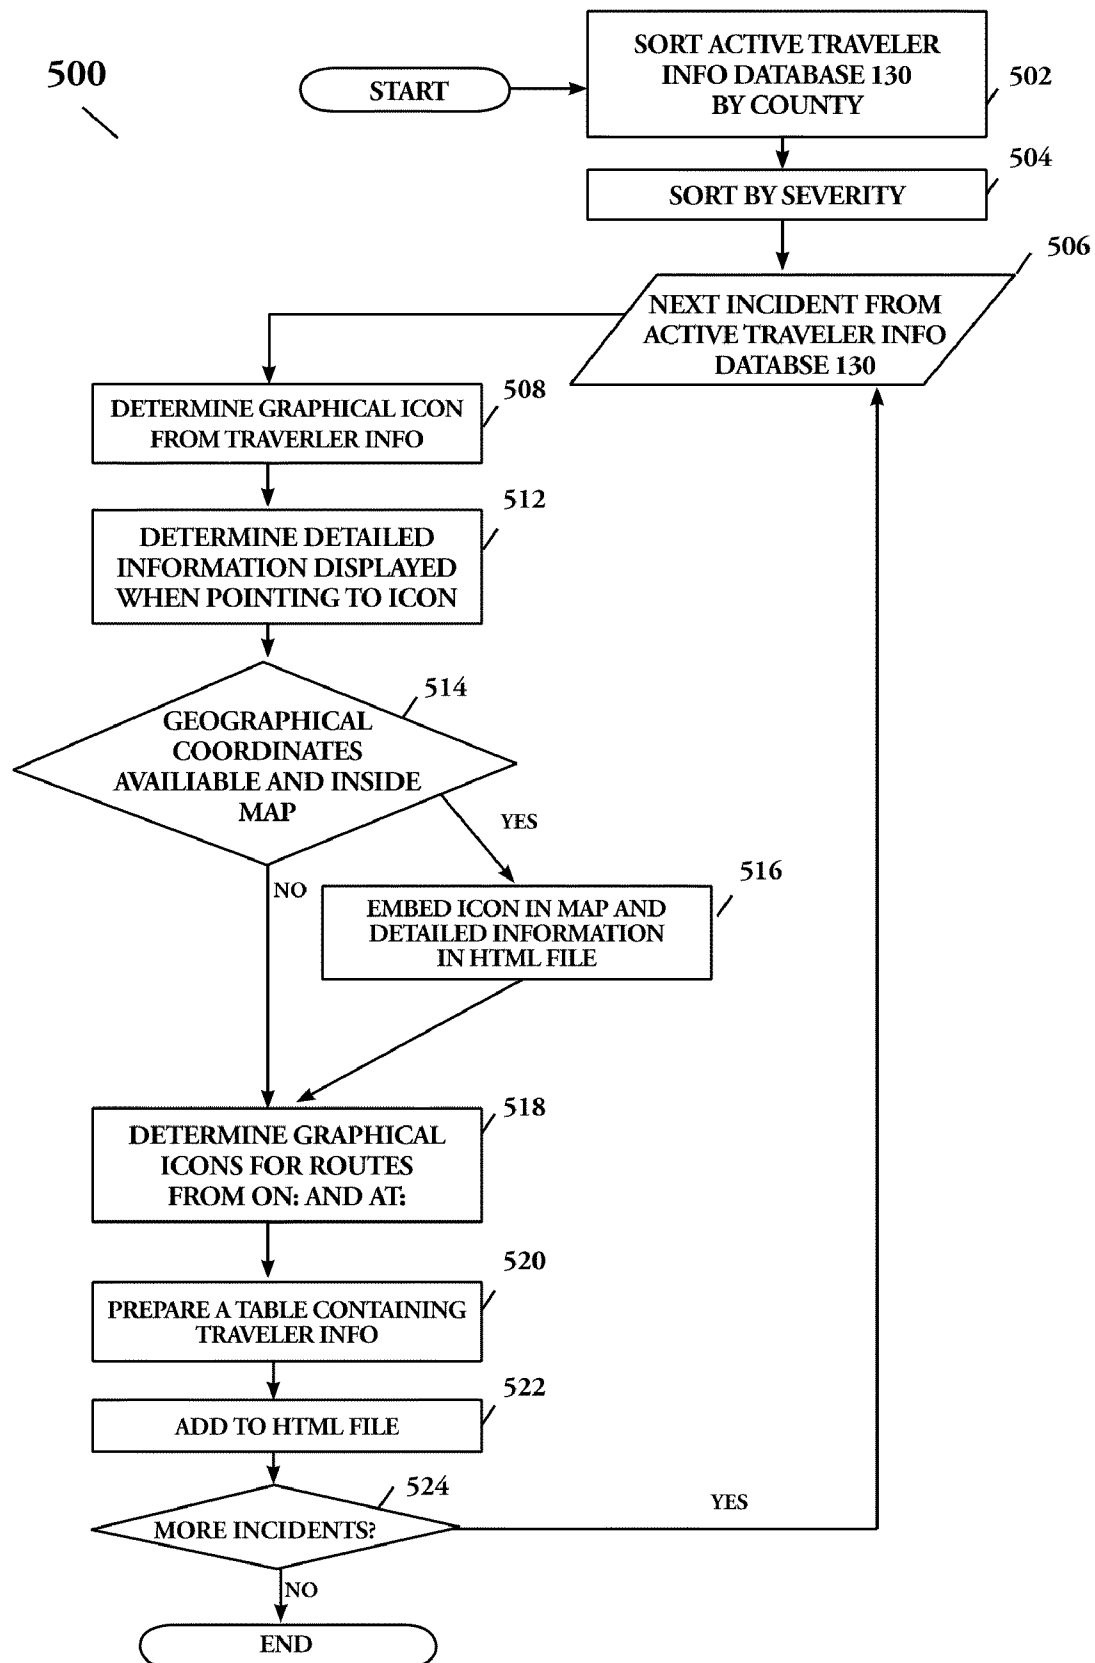 500
START
SORT ACTIVE TRAVELER
INFO DATABASE 130
BY COUNTY
502
SORT BY SEVERITY
504
NEXT INCIDENT FROM
ACTIVE TRAVELER INFO
DATABSE 130
506
DETERMINE GRAPHICAL ICON
FROM TRAVERLER INFO
508
DETERMINE DETAILED
INFORMATION DISPLAYED
WHEN POINTING TO ICON
512
GEOGRAPHICAL
COORDINATES
AVAILIABLE AND INSIDE
MAP
514
YES
NO
EMBED ICON IN MAP AND
DETAILED INFORMATION
IN HTML FILE
516
DETERMINE GRAPHICAL
ICONS FOR ROUTES
FROM ON: AND AT:
518
PREPARE A TABLE CONTAINING
TRAVELER INFO
520
ADD TO HTML FILE
522
MORE INCIDENTS?
524
YES
NO
END